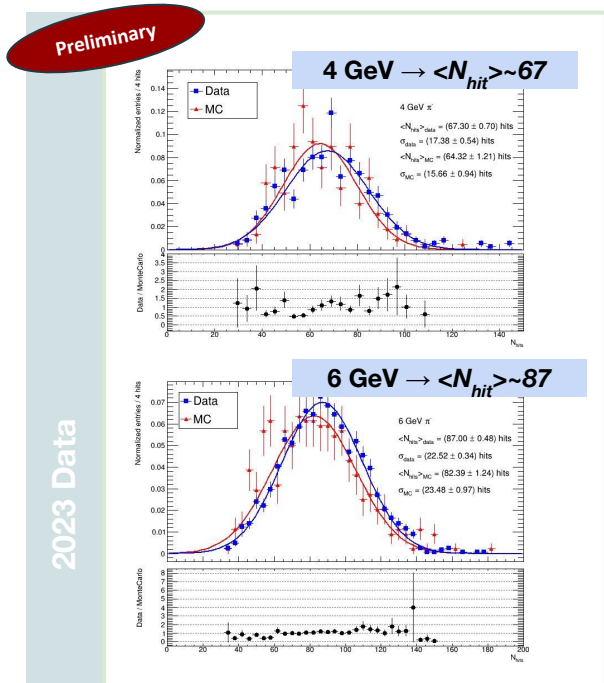 Preliminary
4 GeV → <N_hit>~67
Normalized entries / 4 hits
Data
MC
4 GeV π⁻
<N_hits>_data = (67.30 ± 0.70) hits
σ_data = (17.38 ± 0.54) hits
<N_hits>_MC = (64.32 ± 1.21) hits
σ_MC = (15.66 ± 0.94) hits
0.14
0.12
0.1
0.08
0.06
0.04
0.02
0
Data / MonteCarlo
4
3.5
3
2.5
2
1.5
1
0.5
0
0 20 40 60 80 100 120 140
N_hits
6 GeV → <N_hit>~87
Normalized entries / 4 hits
Data
MC
6 GeV π⁻
<N_hits>_data = (87.00 ± 0.48) hits
σ_data = (22.52 ± 0.34) hits
<N_hits>_MC = (82.39 ± 1.24) hits
σ_MC = (23.48 ± 0.97) hits
0.07
0.06
0.05
0.04
0.03
0.02
0.01
0
Data / MonteCarlo
8
7
6
5
4
3
2
1
0
0 20 40 60 80 100 120 140 160 180 200
N_hits
2023 Data